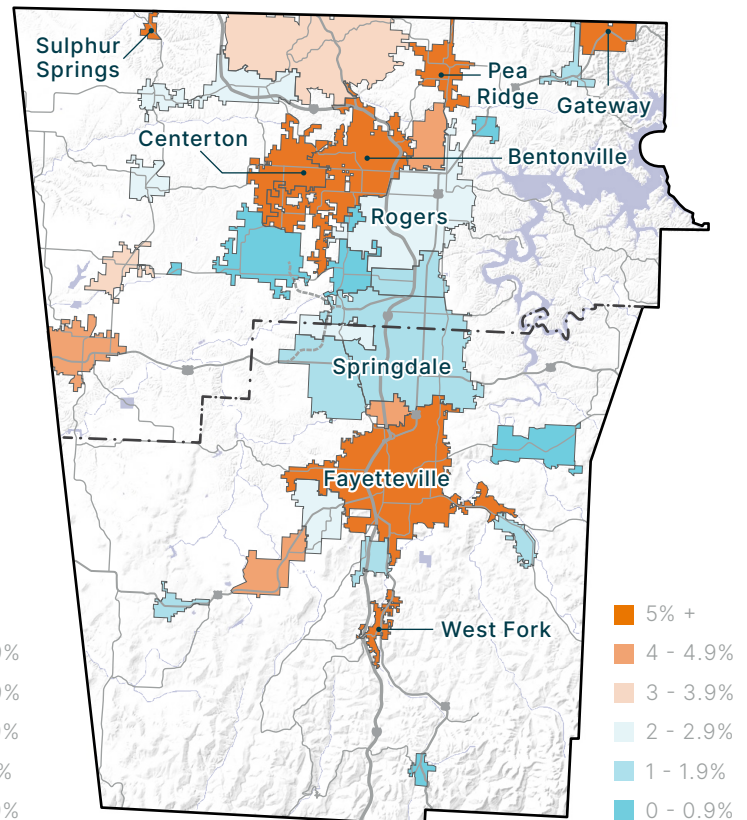 Sulphur
Springs
Pea
Ridge
Gateway
Centerton
Bentonville
Rogers
Springdale
Fayetteville
West Fork
5% +
4 - 4.9%
3 - 3.9%
2 - 2.9%
1 - 1.9%
0 - 0.9%